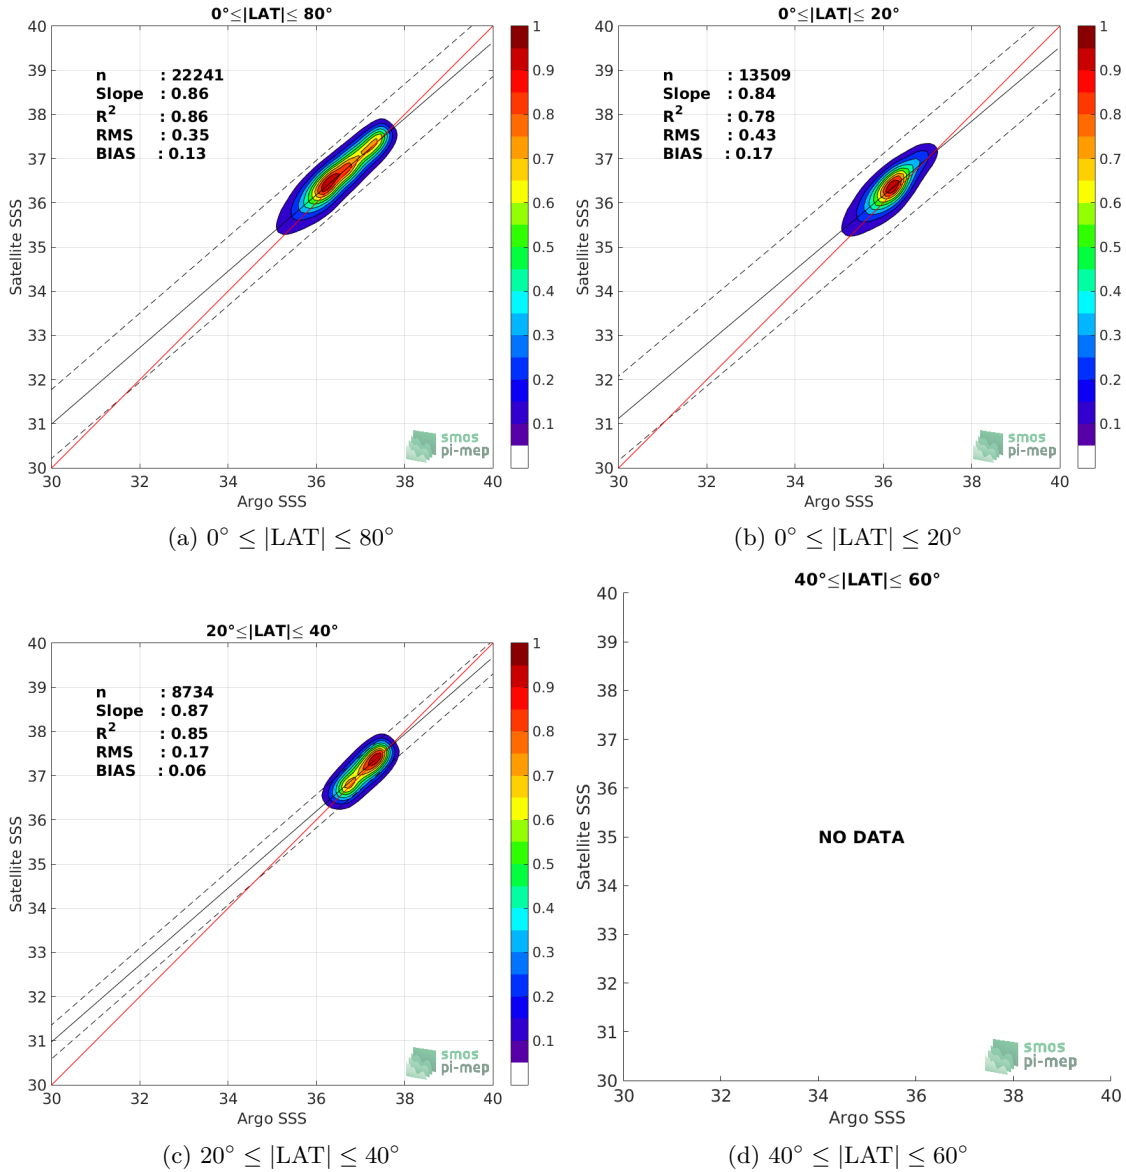 0°≤|LAT|≤ 80°
40
39
38
37
36
35
34
33
32
31
30
Satellite SSS
n : 22241
Slope : 0.86
R2 : 0.86
RMS : 0.35
BIAS : 0.13
smos
pi-mep
30 32 34 36 38 40
Argo SSS
1
0.9
0.8
0.7
0.6
0.5
0.4
0.3
0.2
0.1
(a) 0° ≤ |LAT| ≤ 80°
0°≤|LAT|≤ 20°
40
39
38
37
36
35
34
33
32
31
30
Satellite SSS
n : 13509
Slope : 0.84
R2 : 0.78
RMS : 0.43
BIAS : 0.17
smos
pi-mep
30 32 34 36 38 40
Argo SSS
1
0.9
0.8
0.7
0.6
0.5
0.4
0.3
0.2
0.1
(b) 0° ≤ |LAT| ≤ 20°
20°≤|LAT|≤ 40°
40
39
38
37
36
35
34
33
32
31
30
Satellite SSS
n : 8734
Slope : 0.87
R2 : 0.85
RMS : 0.17
BIAS : 0.06
smos
pi-mep
30 32 34 36 38 40
Argo SSS
1
0.9
0.8
0.7
0.6
0.5
0.4
0.3
0.2
0.1
(c) 20° ≤ |LAT| ≤ 40°
40°≤|LAT|≤ 60°
40
39
38
37
36
35
34
33
32
31
30
Satellite SSS
NO DATA
smos
pi-mep
30 32 34 36 38 40
Argo SSS
(d) 40° ≤ |LAT| ≤ 60°